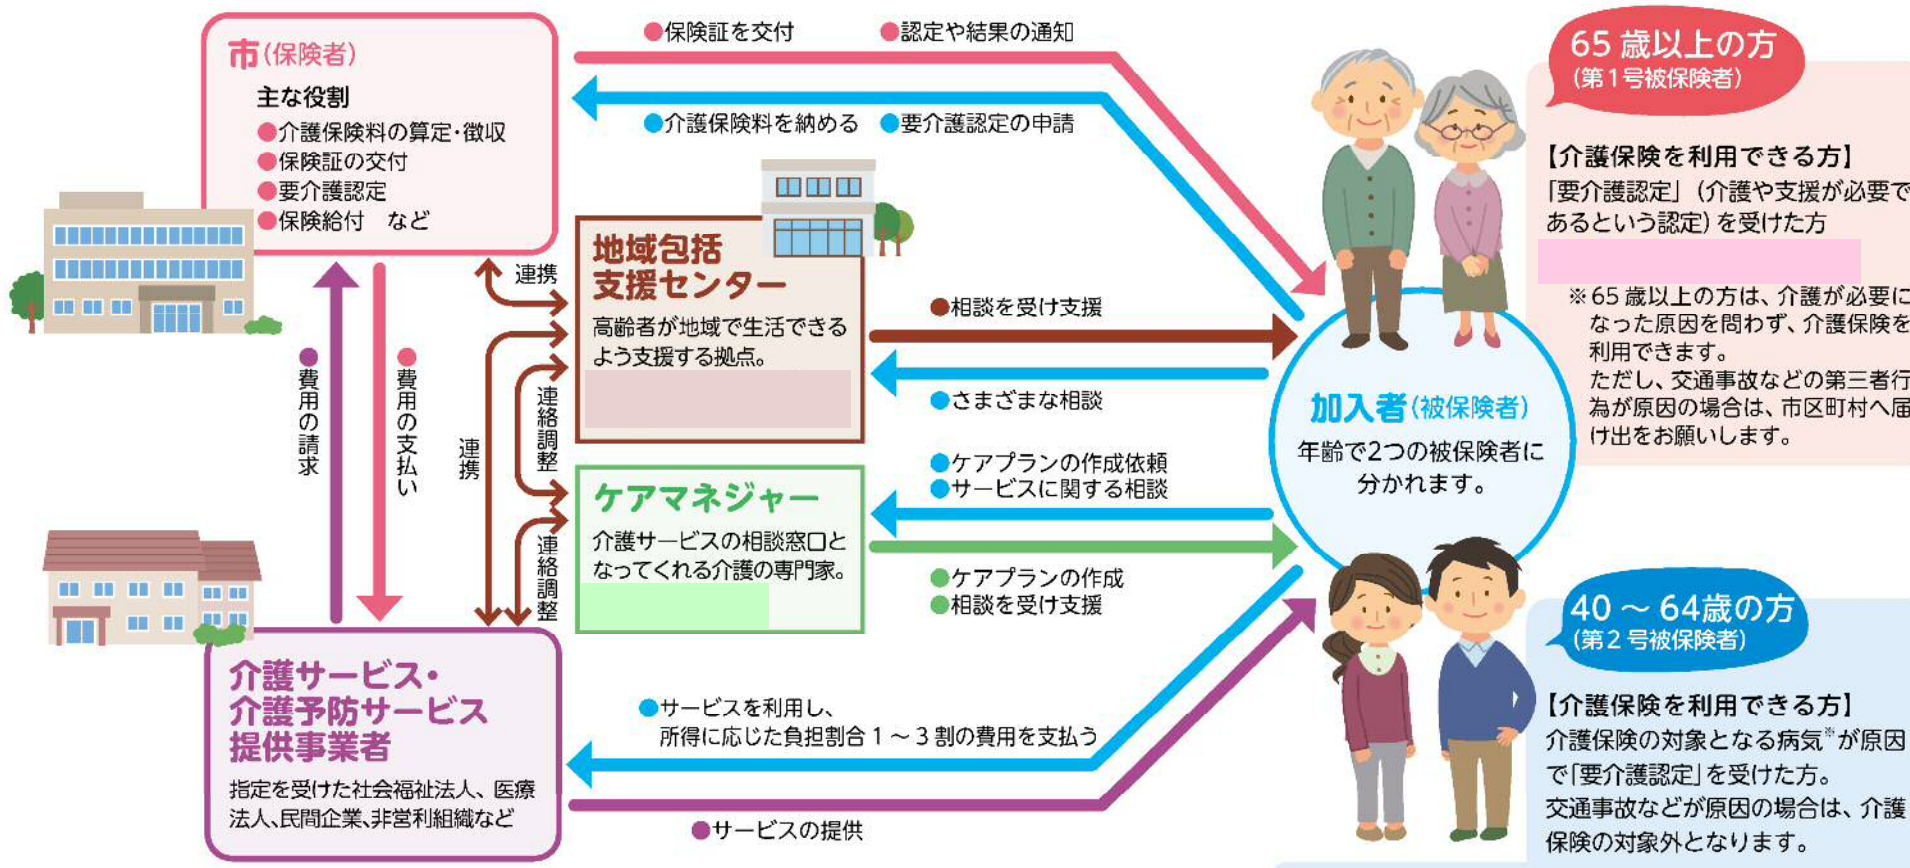 市(保険者)
主な役割
●介護保険料の算定・徴収
●保険証の交付
●要介護認定
●保険給付 など
●保険証を交付 ●認定や結果の通知
●介護保険料を納める ●要介護認定の申請
地域包括
支援センター
高齢者が地域で生活できる
よう支援する拠点。
連携
連携
連絡調整
連絡調整
●費用の請求
●費用の支払い
●相談を受け支援
●さまざまな相談
ケアマネジャー
介護サービスの相談窓口と
なってくれる介護の専門家。
●ケアプランの作成依頼
●サービスに関する相談
●ケアプランの作成
●相談を受け支援
介護サービス・
介護予防サービス
提供事業者
指定を受けた社会福祉法人、医療
法人、民間企業、非営利組織など
●サービスを利用し、
所得に応じた負担割合1～3割の費用を支払う
●サービスの提供
加入者(被保険者)
年齢で2つの被保険者に
分かれます。
65歳以上の方
(第1号被保険者)
【介護保険を利用できる方】
「要介護認定」(介護や支援が必要で
あるという認定)を受けた方
※65歳以上の方は、介護が必要に
なった原因を問わず、介護保険を
利用できます。
ただし、交通事故などの第三者行
為が原因の場合は、市区町村へ届
け出をお願いします。
40～64歳の方
(第2号被保険者)
【介護保険を利用できる方】
介護保険の対象となる病気※が原因
で「要介護認定」を受けた方。
交通事故などが原因の場合は、介護
保険の対象外となります。